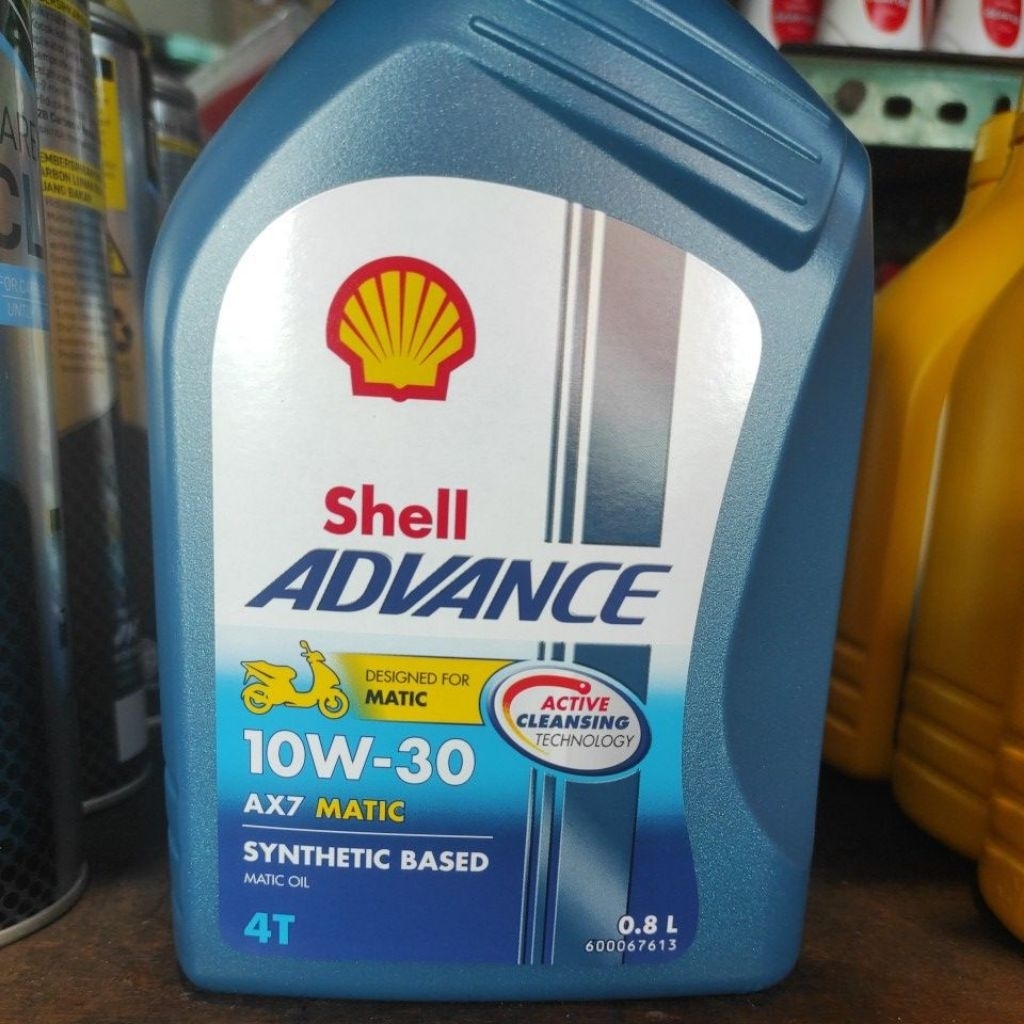 Shell
ADVANCE
DESIGNED FOR
MATIC
ACTIVE
CLEANSING
TECHNOLOGY
10W-30
AX7 MATIC
SYNTHETIC BASED
MATIC OIL
4T
0.8 L
600067613